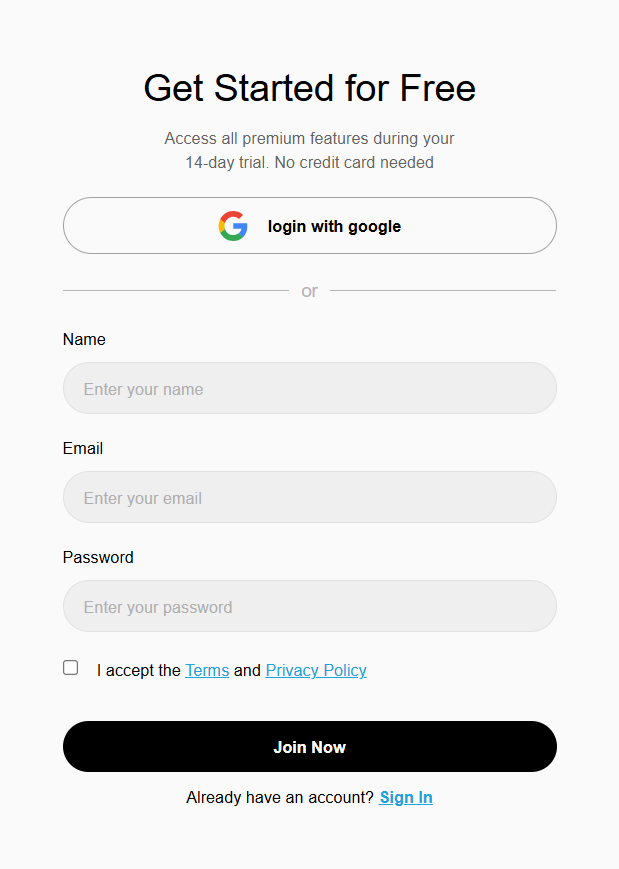 Get Started for Free
Access all premium features during your
14-day trial. No credit card needed
login with google
or
Name
Enter your name
Email
Enter your email
Password
Enter your password
I accept the Terms and Privacy Policy
Join Now
Already have an account? Sign In